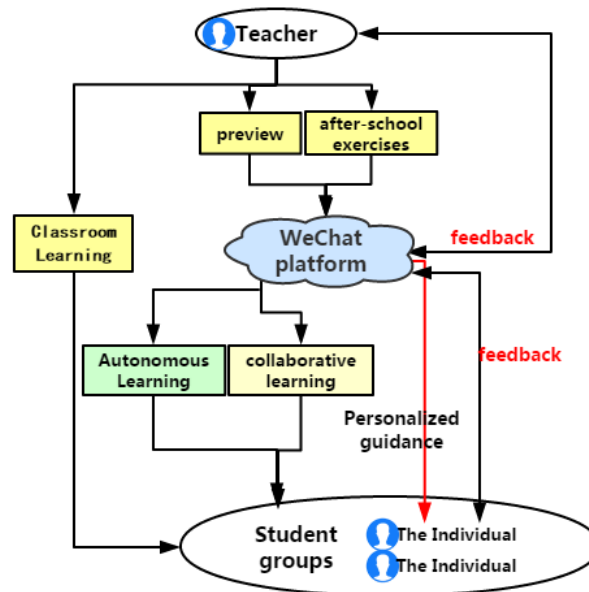 Teacher
preview
after-school
exercises
Classroom
Learning
WeChat
platform
feedback
feedback
Autonomous
Learning
collaborative
learning
Personalized
guidance
Student
groups
The Individual
The Individual